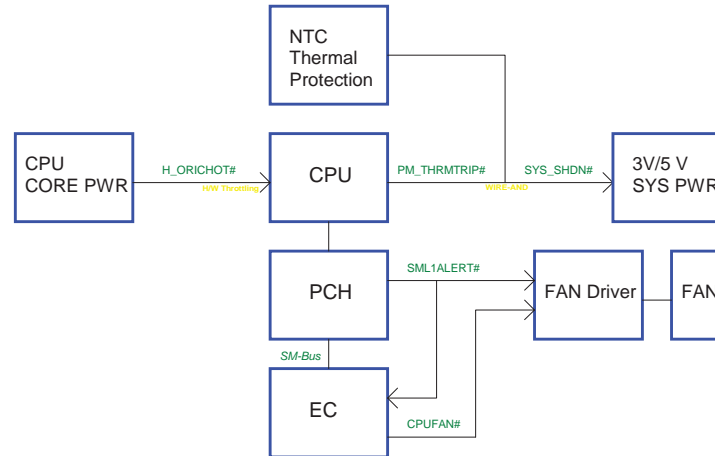 NTC
Thermal
Protection
CPU
CORE PWR
H_ORICHOT#
H/W Throttling
CPU
PM_THRMTRIP#
WIRE-AND
SYS_SHDN#
3V/5 V
SYS PWR
PCH
SML1ALERT#
FAN Driver
FAN
SM-Bus
EC
CPUFAN#